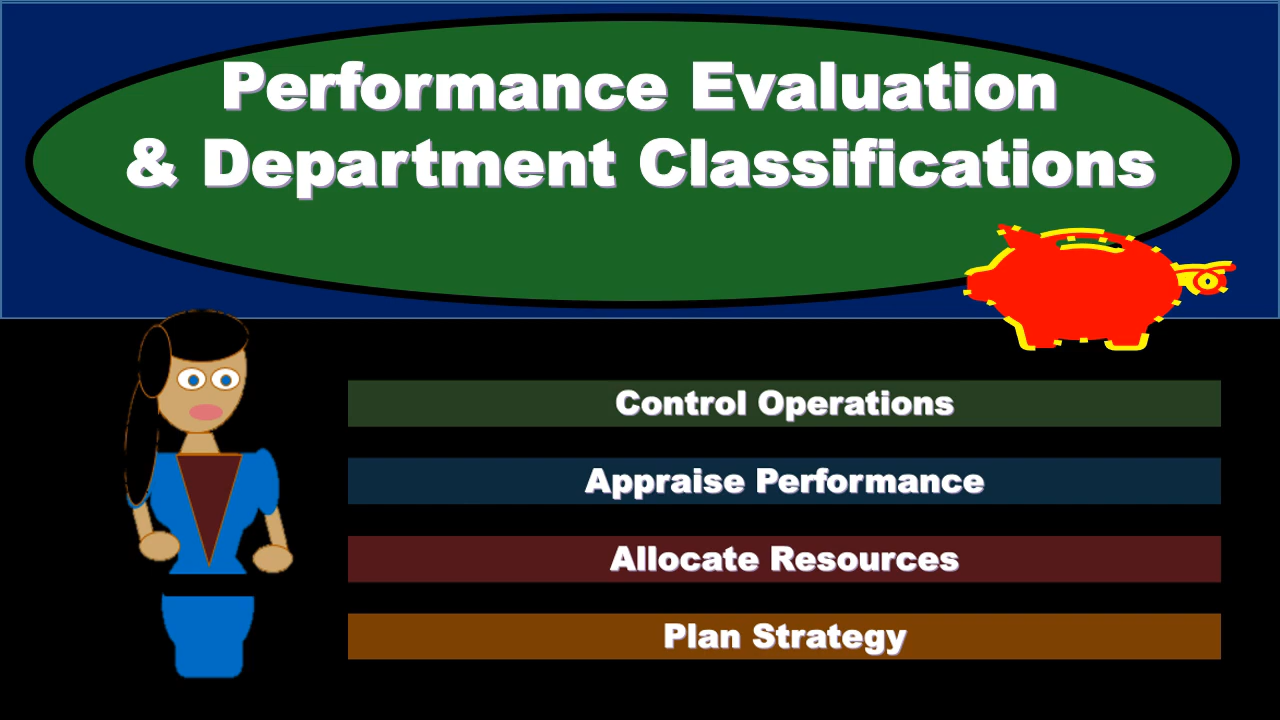 Performance Evaluation
& Department Classifications
Control Operations
Appraise Performance
Allocate Resources
Plan Strategy